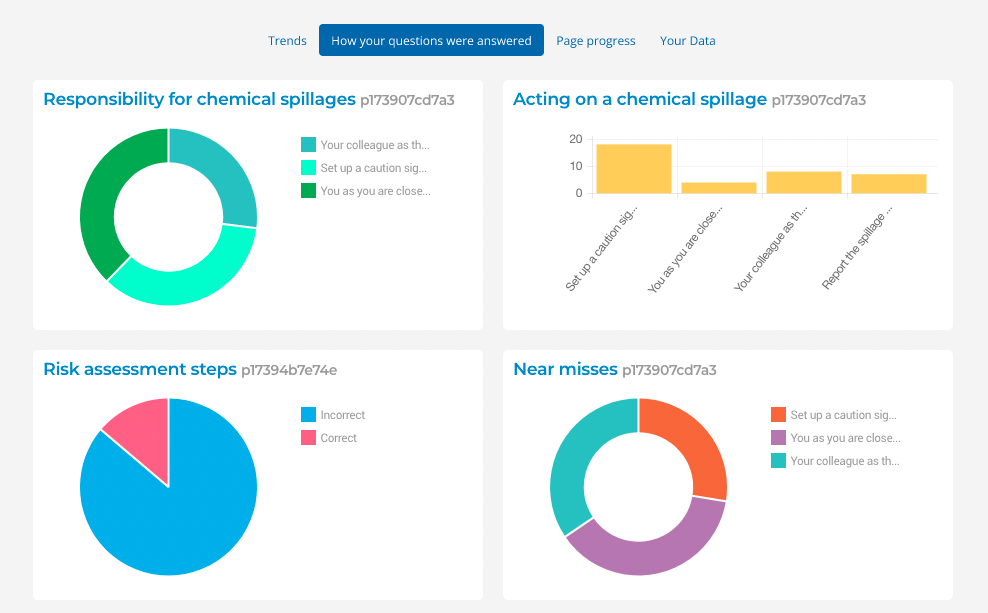 Trends How your questions were answered Page progress Your Data
Responsibility for chemical spillages p173907cd7a3
Your colleague as th...
Set up a caution sig...
You as you are close...
Acting on a chemical spillage p173907cd7a3
20
10
0
Set up a caution sig...
You as you are close...
Your colleague as th...
Report the spillage ...
Risk assessment steps p17394b7e74e
Incorrect
Correct
Near misses p173907cd7a3
Set up a caution sig...
You as you are close...
Your colleague as th...